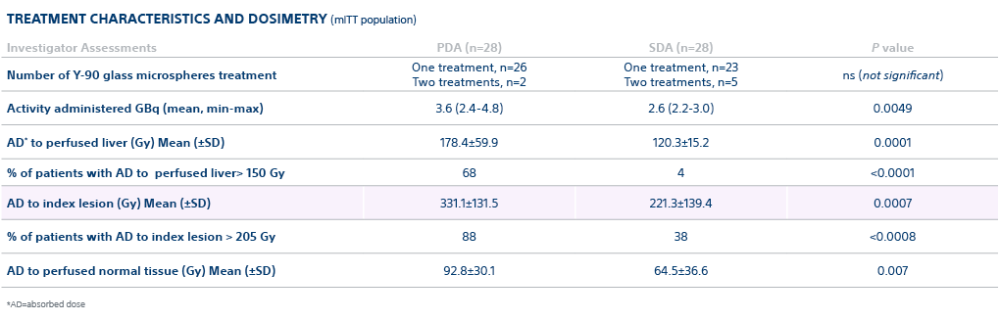 TREATMENT CHARACTERISTICS AND DOSIMETRY (mITT population)
Investigator Assessments PDA (n=28) SDA (n=28) P value
Number of Y-90 glass microspheres treatment One treatment, n=26 One treatment, n=23 ns (not significant)
Two treatments, n=2 Two treatments, n=5
Activity administered GBq (mean, min-max) 3.6 (2.4-4.8) 2.6 (2.2-3.0) 0.0049
AD* to perfused liver (Gy) Mean (±SD) 178.4±59.9 120.3±15.2 0.0001
% of patients with AD to perfused liver> 150 Gy 68 4 <0.0001
AD to index lesion (Gy) Mean (±SD) 331.1±131.5 221.3±139.4 0.0007
% of patients with AD to index lesion > 205 Gy 88 38 <0.0008
AD to perfused normal tissue (Gy) Mean (±SD) 92.8±30.1 64.5±36.6 0.007
*AD=absorbed dose